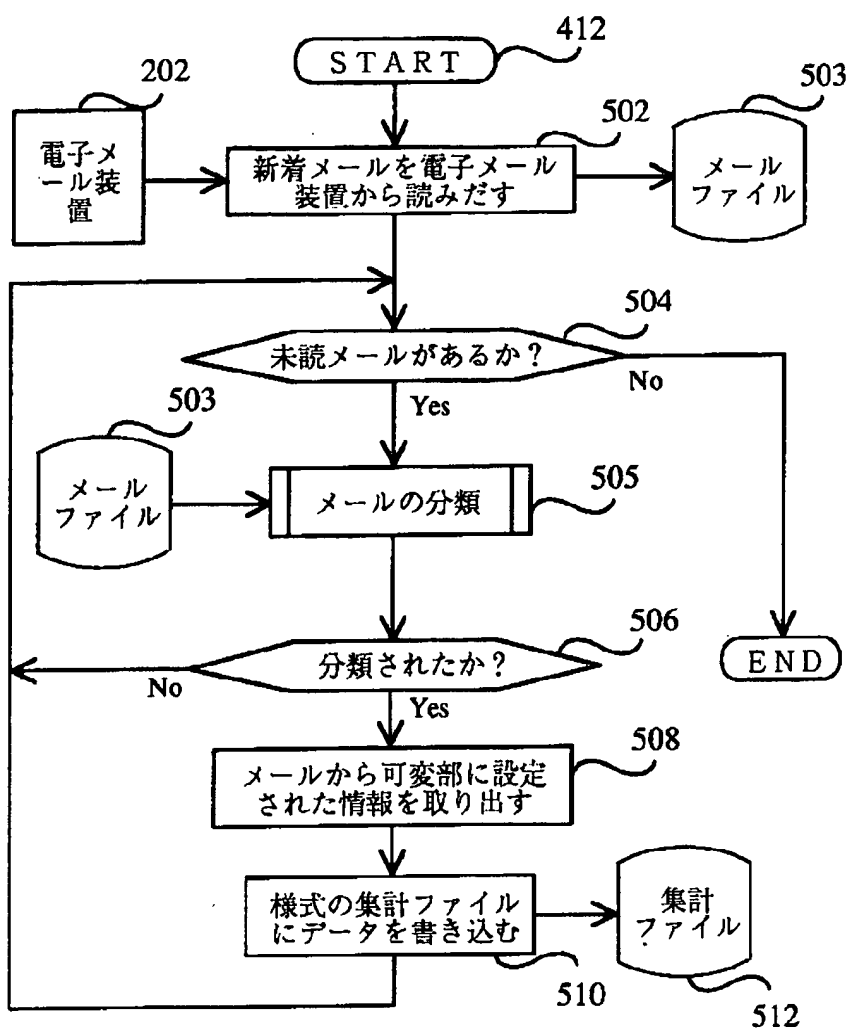 412
START
202
電子メ
ール装
置
502
新着メールを電子メール
装置から読みだす
503
メール
ファイル
504
未読メールがあるか？
No
Yes
503
メール
ファイル
505
メールの分類
506
分類されたか？
No
Yes
END
508
メールから可変部に設定
された情報を取り出す
様式の集計ファイル
にデータを書き込む
510
集計
ファイル
512